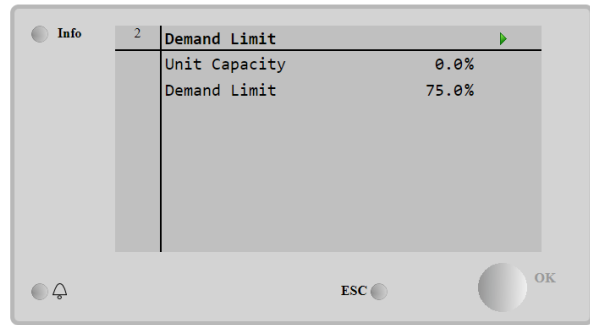 Info
2 Demand Limit
Unit Capacity 0.0%
Demand Limit 75.0%
ESC
OK